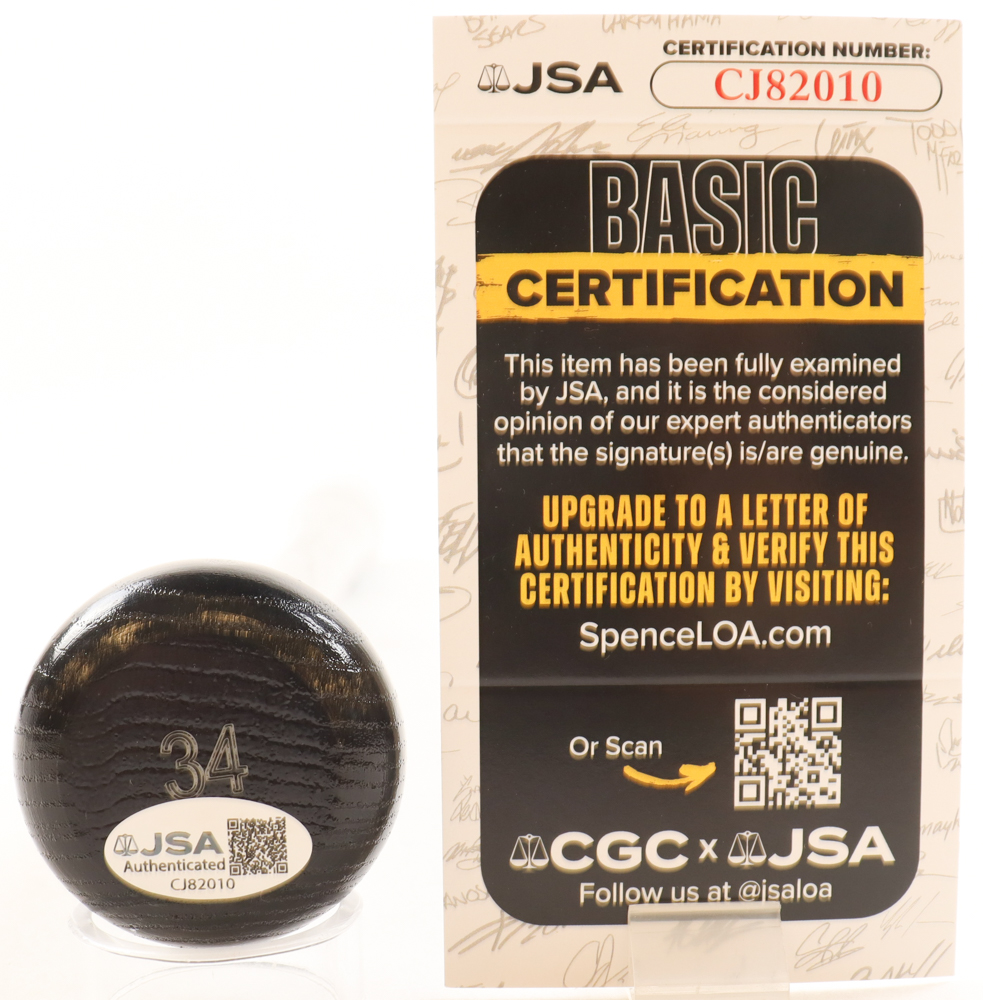 JSA
CERTIFICATION NUMBER:
CJ82010
BASIC
CERTIFICATION
This item has been fully examined
by JSA, and it is the considered
opinion of our expert authenticators
that the signature(s) is/are genuine.
UPGRADE TO A LETTER OF
AUTHENTICITY & VERIFY THIS
CERTIFICATION BY VISITING:
SpenceLOA.com
Or Scan
CGC x JSA
Follow us at @jsaloa
34
JSA
Authenticated
CJ82010